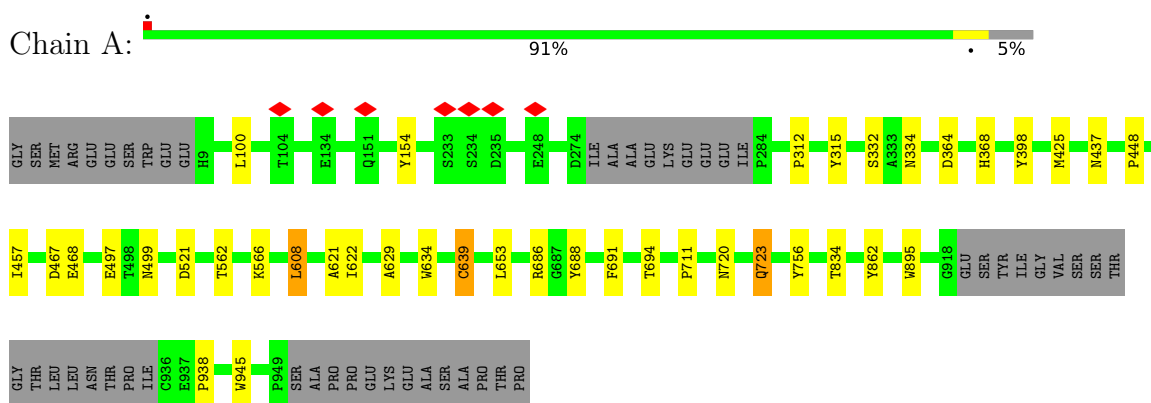 Chain A:
91%
•
5%
GLY SER MET ARG GLU GLU SER TRP GLU GLU H9 L100 T104 E134 Q151 Y154 S233 S234 D235 E248 D274 ILE ALA ALA GLU LYS GLU GLU GLU ILE P284 P312 Y315 S332 A333 N334 D364 H368 Y398 M425 N437 P448
I457 D467 E468 E497 T498 N499 D521 T562 K566 L608 A621 I622 A629 W634 C639 L653 R686 G687 Y688 F691 T694 P711 N720 Q723 Y756 T834 Y862 W895 G918 GLU SER TYR ILE GLY VAL SER SER THR
GLY THR LEU LEU ASN THR PRO ILE C936 E937 P938 W945 P949 SER ALA PRO PRO GLU LYS GLU ALA SER ALA PRO THR PRO